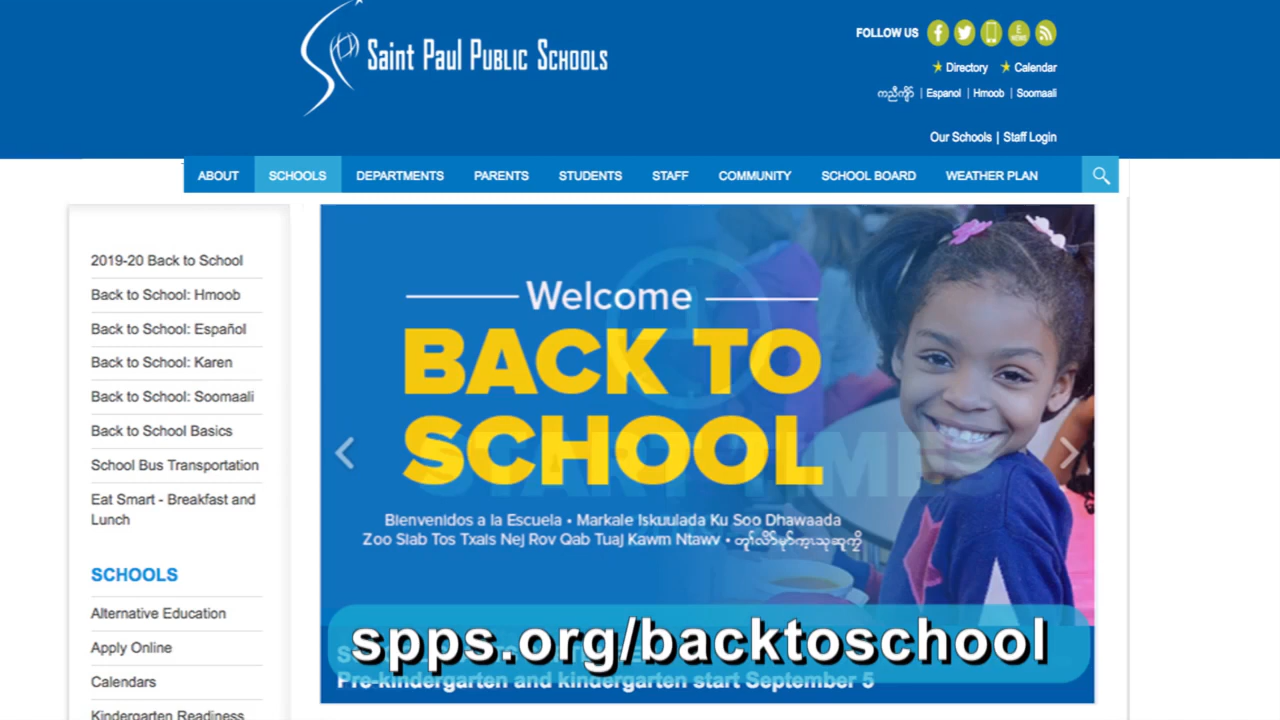 Saint Paul Public Schools
FOLLOW US
E NEWS
Directory
Calendar
ကညီကျိာ် | Espanol | Hmoob | Soomaali
Our Schools | Staff Login
ABOUT SCHOOLS DEPARTMENTS PARENTS STUDENTS STAFF COMMUNITY SCHOOL BOARD WEATHER PLAN
2019-20 Back to School
Back to School: Hmoob
Back to School: Español
Back to School: Karen
Back to School: Soomaali
Back to School Basics
School Bus Transportation
Eat Smart - Breakfast and
Lunch
SCHOOLS
Alternative Education
Apply Online
Calendars
Kindergarten Readiness
Welcome
BACK TO
SCHOOL
START TIMES
Bienvenidos a la Escuela • Markale Iskuulada Ku Soo Dhawaada
Zoo Siab Tos Txais Nej Rov Qab Tuaj Kawm Ntawv •
spps.org/backtoschool
Pre-kindergarten and kindergarten start September 5